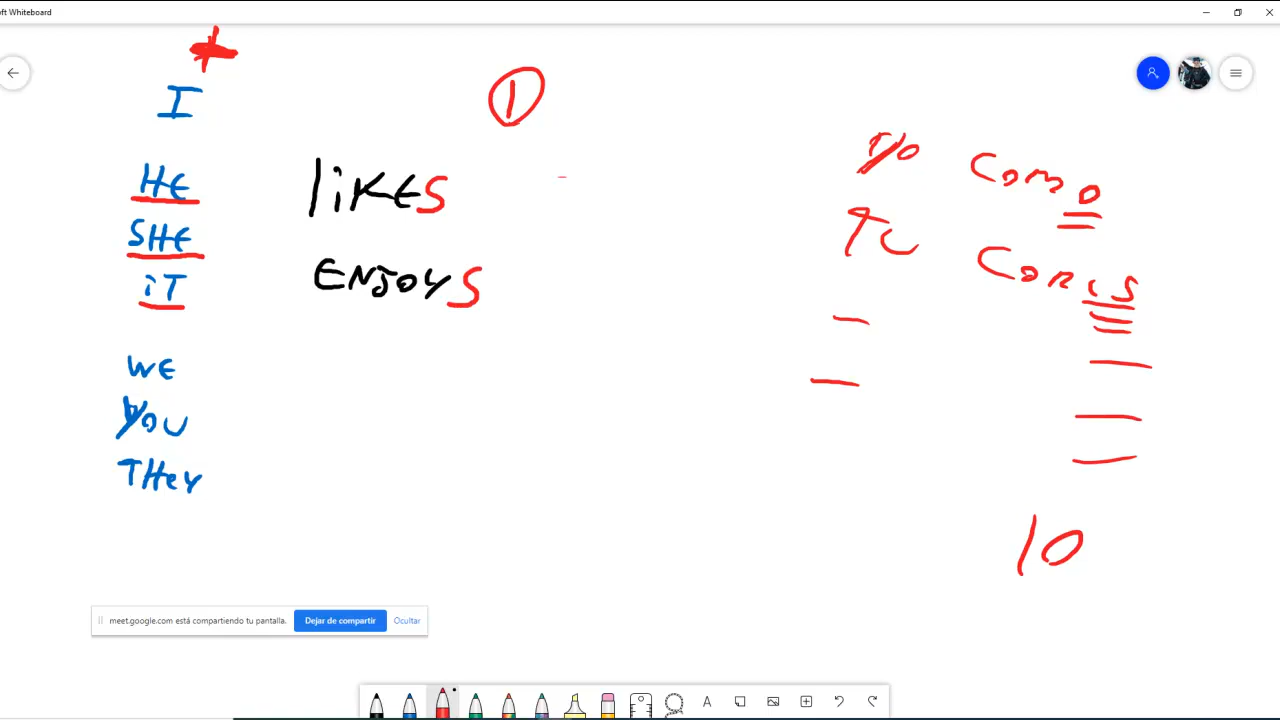 ft Whiteboard
+
I
HE
SHE
iT
WE
YOU
THEY
1
liKES
ENJOYS
Como
TU
Comes
10
meet.google.com está compartiendo tu pantalla.
Dejar de compartir
Ocultar
A